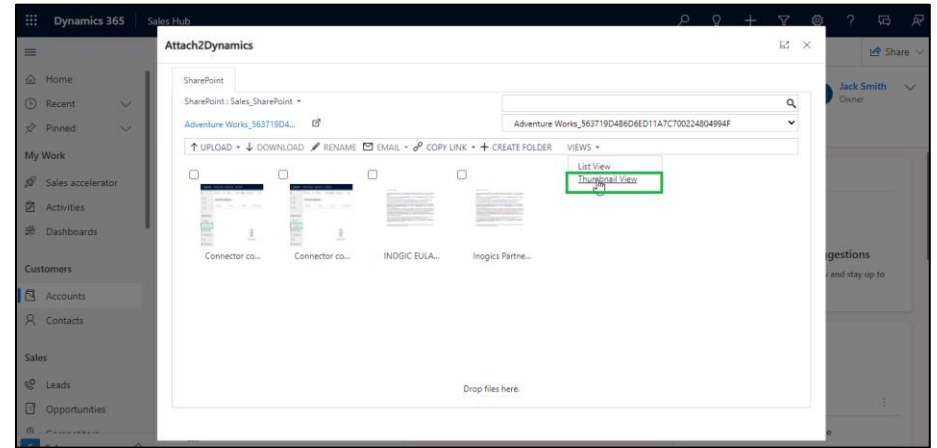 Dynamics 365 Sales Hub
Attach2Dynamics
Share
Home
Recent
Pinned
My Work
Sales accelerator
Activities
Dashboards
Customers
Accounts
Contacts
Sales
Leads
Opportunities
SharePoint
SharePoint : Sales_SharePoint
Adventure Works_563719D4...
Adventure Works_563719D486D6ED11A7C700224804994F
UPLOAD DOWNLOAD RENAME EMAIL COPY LINK CREATE FOLDER VIEWS
List View
Thumbnail View
Connector co... Connector co... INOGIC EULA... Inogics Partne...
Drop files here.
Jack Smith
Owner
ggestions
and stay up to